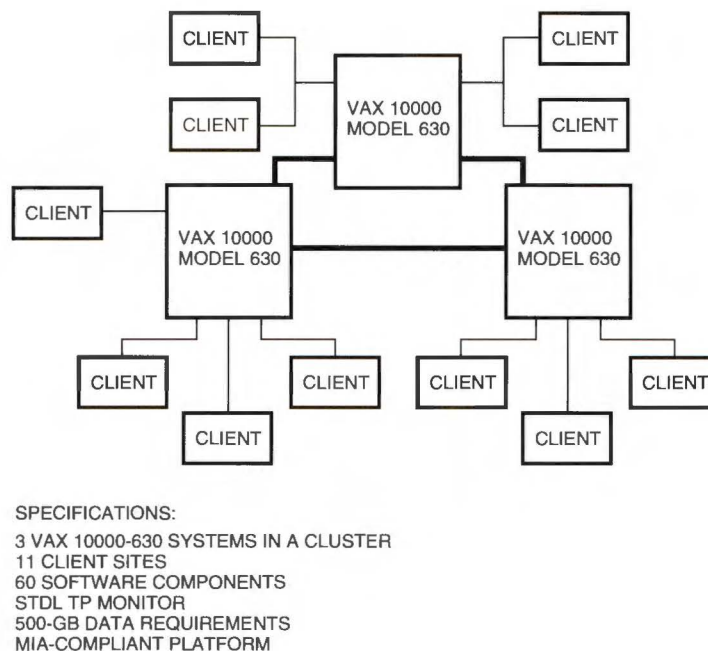 CLIENT
CLIENT
CLIENT
CLIENT
VAX 10000
MODEL 630
CLIENT
VAX 10000
MODEL 630
VAX 10000
MODEL 630
CLIENT
CLIENT
CLIENT
CLIENT
CLIENT
CLIENT
SPECIFICATIONS:
3 VAX 10000-630 SYSTEMS IN A CLUSTER
11 CLIENT SITES
60 SOFTWARE COMPONENTS
STDL TP MONITOR
500-GB DATA REQUIREMENTS
MIA-COMPLIANT PLATFORM